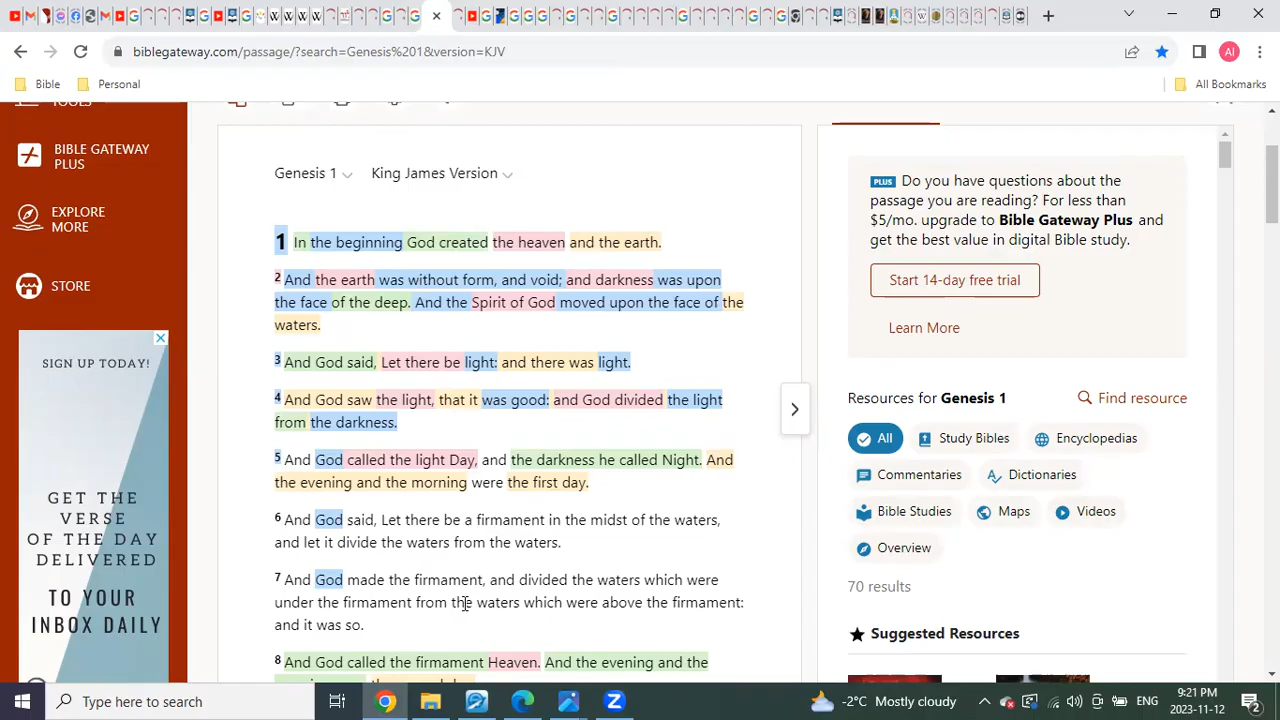 biblegateway.com/passage/?search=Genesis%201&version=KJV
AI
Bible
Personal
All Bookmarks
TOOLS
BIBLE GATEWAY
PLUS
EXPLORE
MORE
STORE
SIGN UP TODAY!
GET THE
VERSE
OF THE DAY
DELIVERED
TO YOUR
INBOX DAILY
Genesis 1
King James Version
1 In the beginning God created the heaven and the earth.
2 And the earth was without form, and void; and darkness was upon
the face of the deep. And the Spirit of God moved upon the face of the
waters.
3 And God said, Let there be light: and there was light.
4 And God saw the light, that it was good: and God divided the light
from the darkness.
5 And God called the light Day, and the darkness he called Night. And
the evening and the morning were the first day.
6 And God said, Let there be a firmament in the midst of the waters,
and let it divide the waters from the waters.
7 And God made the firmament, and divided the waters which were
under the firmament from the waters which were above the firmament:
and it was so.
8 And God called the firmament Heaven. And the evening and the
PLUS Do you have questions about the
passage you are reading? For less than
$5/mo. upgrade to Bible Gateway Plus and
get the best value in digital Bible study.
Start 14-day free trial
Learn More
Resources for Genesis 1
Find resource
All
Study Bibles
Encyclopedias
Commentaries
Dictionaries
Bible Studies
Maps
Videos
Overview
70 results
Suggested Resources
Type here to search
-2°C Mostly cloudy
ENG
9:21 PM
2023-11-12
2